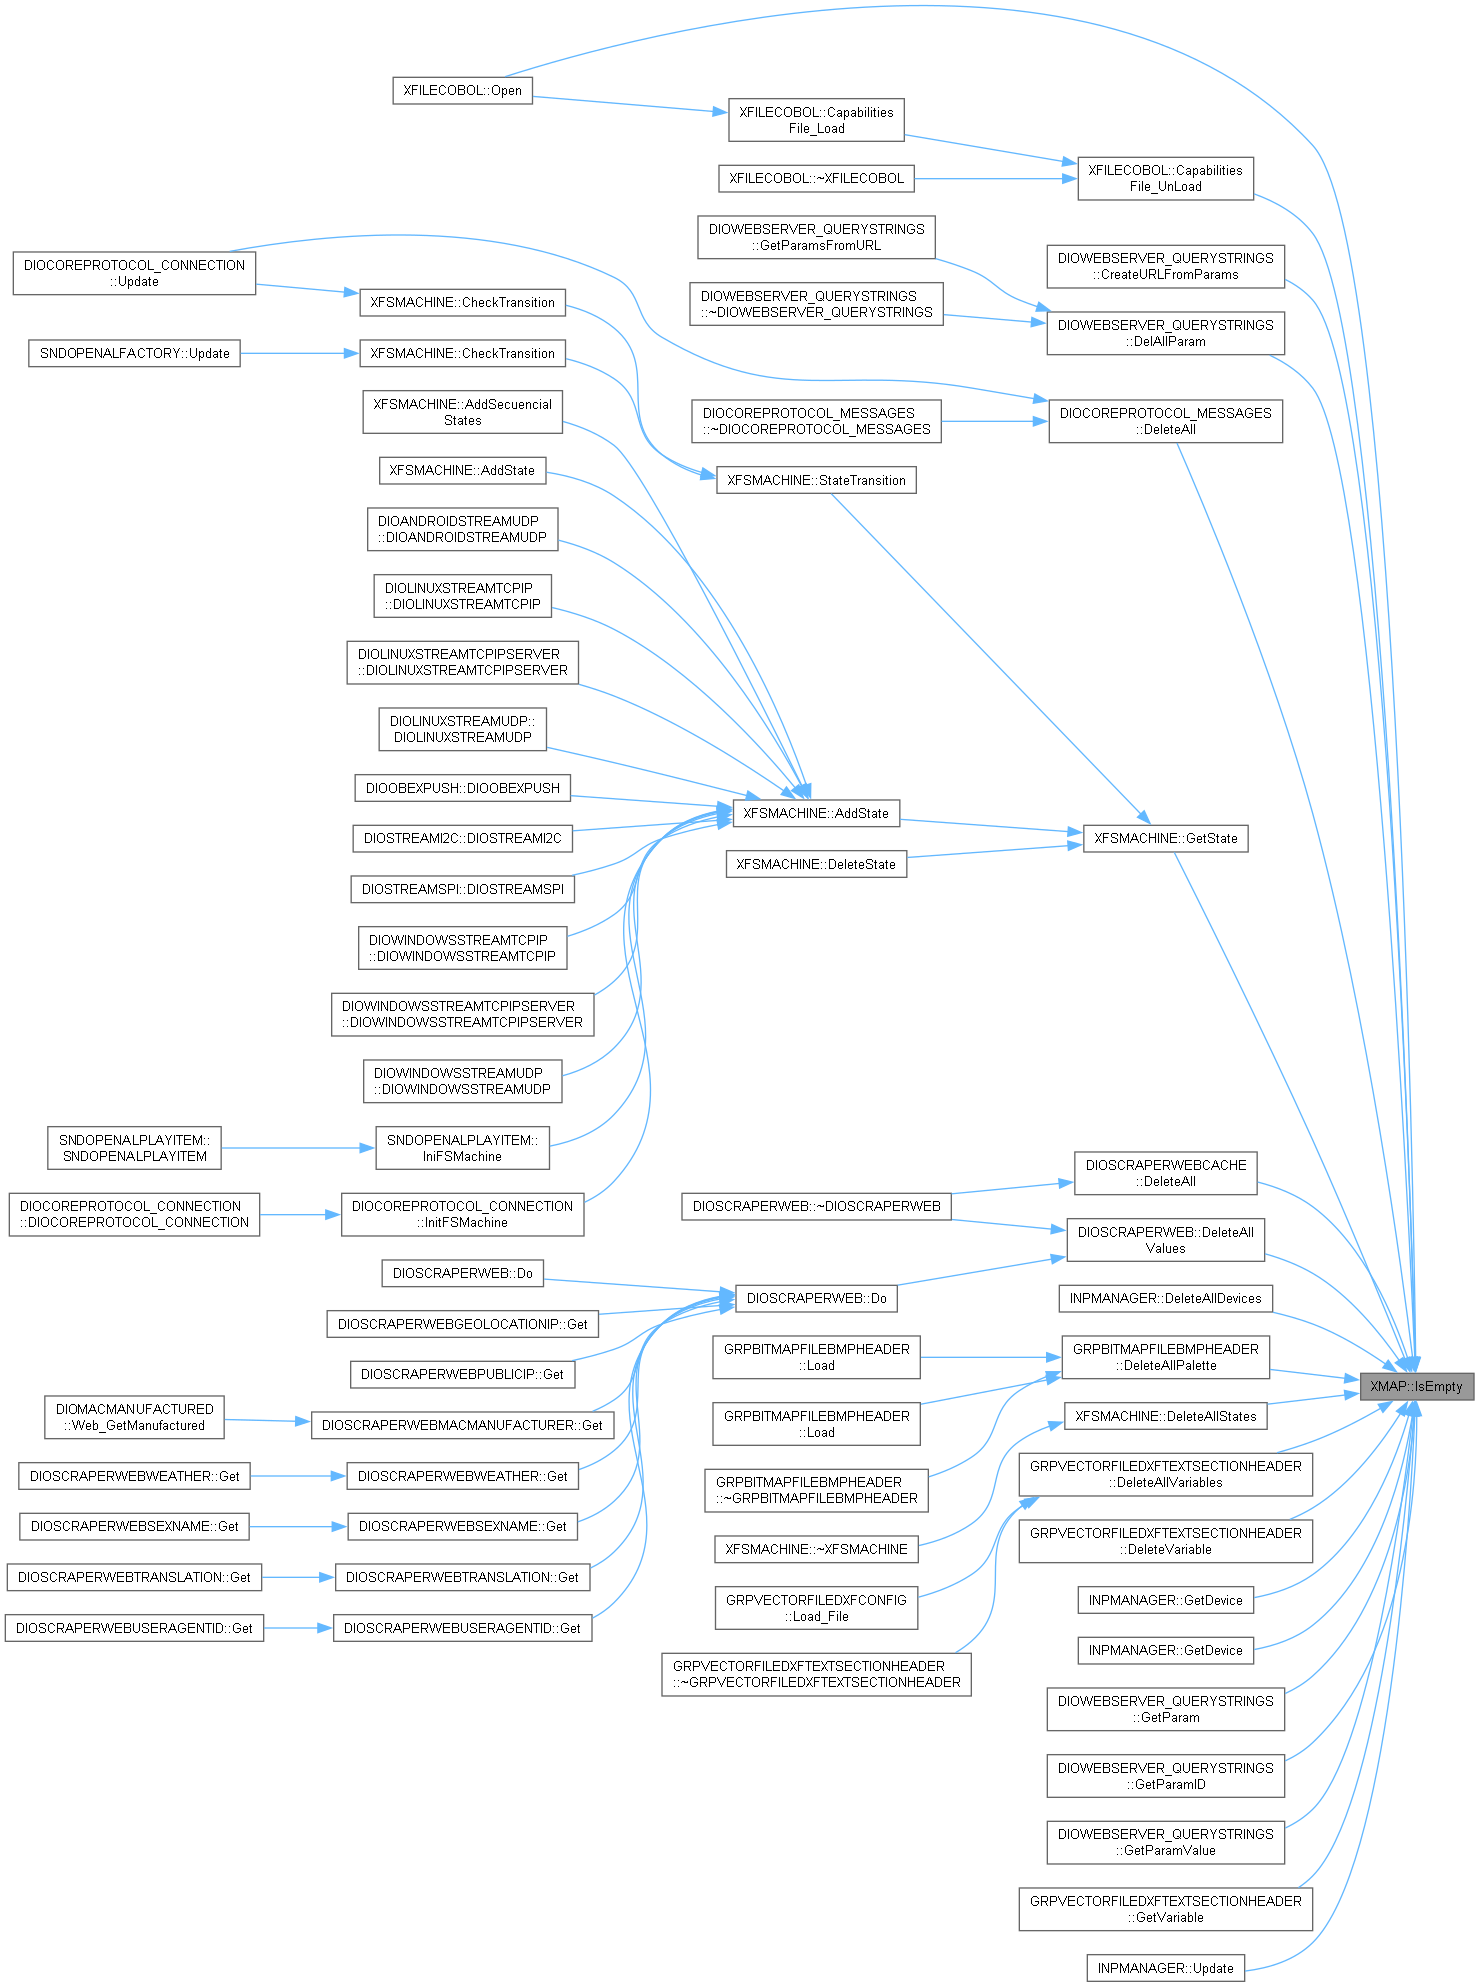 XFILECOBOL::Open
XFILECOBOL::Capabilities
File_Load
XFILECOBOL::~XFILECOBOL
XFILECOBOL::Capabilities
File_UnLoad
DIOWEBSERVER_QUERYSTRINGS
::GetParamsFromURL
DIOWEBSERVER_QUERYSTRINGS
::CreateURLFromParams
DIOCOREPROTOCOL_CONNECTION
::Update
XFSMACHINE::CheckTransition
DIOWEBSERVER_QUERYSTRINGS
::~DIOWEBSERVER_QUERYSTRINGS
DIOWEBSERVER_QUERYSTRINGS
::DelAllParam
SNDOPENALFACTORY::Update
XFSMACHINE::CheckTransition
XFSMACHINE::AddSecuencial
States
DIOCOREPROTOCOL_MESSAGES
::~DIOCOREPROTOCOL_MESSAGES
DIOCOREPROTOCOL_MESSAGES
::DeleteAll
XFSMACHINE::AddState
XFSMACHINE::StateTransition
DIOANDROIDSTREAMUDP
::DIOANDROIDSTREAMUDP
DIOLINUXSTREAMTCPIP
::DIOLINUXSTREAMTCPIP
DIOLINUXSTREAMTCPIPSERVER
::DIOLINUXSTREAMTCPIPSERVER
DIOLINUXSTREAMUDP::
DIOLINUXSTREAMUDP
DIOOBEXPUSH::DIOOBEXPUSH
XFSMACHINE::AddState
DIOSTREAMI2C::DIOSTREAMI2C
XFSMACHINE::GetState
XFSMACHINE::DeleteState
DIOSTREAMSPI::DIOSTREAMSPI
DIOWINDOWSSTREAMTCPIP
::DIOWINDOWSSTREAMTCPIP
DIOWINDOWSSTREAMTCPIPSERVER
::DIOWINDOWSSTREAMTCPIPSERVER
DIOWINDOWSSTREAMUDP
::DIOWINDOWSSTREAMUDP
SNDOPENALPLAYITEM::
SNDOPENALPLAYITEM
SNDOPENALPLAYITEM::
IniFSMachine
DIOSCRAPERWEBCACHE
::DeleteAll
DIOCOREPROTOCOL_CONNECTION
::DIOCOREPROTOCOL_CONNECTION
DIOCOREPROTOCOL_CONNECTION
::InitFSMachine
DIOSCRAPERWEB::~DIOSCRAPERWEB
DIOSCRAPERWEB::DeleteAll
Values
DIOSCRAPERWEB::Do
DIOSCRAPERWEB::Do
INPMANAGER::DeleteAllDevices
DIOSCRAPERWEBGEOLOCATIONIP::Get
GRPBITMAPFILEBMPHEADER
::Load
GRPBITMAPFILEBMPHEADER
::DeleteAllPalette
DIOSCRAPERWEBPUBLICIP::Get
XMAP::IsEmpty
DIOMACMANUFACTURED
::Web_GetManufactured
DIOSCRAPERWEBMACMANUFACTURER::Get
GRPBITMAPFILEBMPHEADER
::Load
XFSMACHINE::DeleteAllStates
DIOSCRAPERWEBWEATHER::Get
DIOSCRAPERWEBWEATHER::Get
GRPBITMAPFILEBMPHEADER
::~GRPBITMAPFILEBMPHEADER
GRPVECTORFILEDXFTEXTSECTIONHEADER
::DeleteAllVariables
DIOSCRAPERWEBSEXNAME::Get
DIOSCRAPERWEBSEXNAME::Get
XFSMACHINE::~XFSMACHINE
GRPVECTORFILEDXFTEXTSECTIONHEADER
::DeleteVariable
DIOSCRAPERWEBTRANSLATION::Get
DIOSCRAPERWEBTRANSLATION::Get
GRPVECTORFILEDXFCONFIG
::Load_File
INPMANAGER::GetDevice
DIOSCRAPERWEBUSERAGENTID::Get
DIOSCRAPERWEBUSERAGENTID::Get
INPMANAGER::GetDevice
GRPVECTORFILEDXFTEXTSECTIONHEADER
::~GRPVECTORFILEDXFTEXTSECTIONHEADER
DIOWEBSERVER_QUERYSTRINGS
::GetParam
DIOWEBSERVER_QUERYSTRINGS
::GetParamID
DIOWEBSERVER_QUERYSTRINGS
::GetParamValue
GRPVECTORFILEDXFTEXTSECTIONHEADER
::GetVariable
INPMANAGER::Update